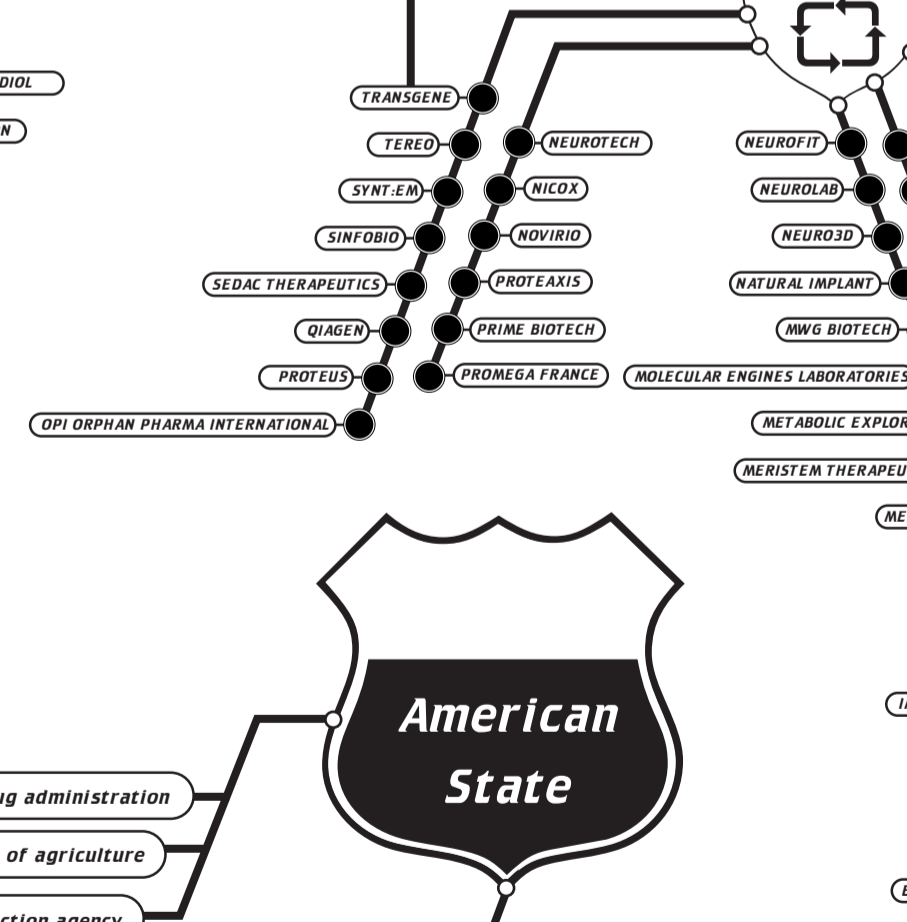 DIOL
N
TRANSGENE
TEREO
SYNT:EM
SINFOBIO
SEDAC THERAPEUTICS
QIAGEN
PROTEUS
OPI ORPHAN PHARMA INTERNATIONAL
NEUROTECH
NICOX
NOVIRIO
PROTEAXIS
PRIME BIOTECH
PROMEGA FRANCE
NEUROFIT
NEUROLAB
NEURO3D
NATURAL IMPLANT
MWG BIOTECH
MOLECULAR ENGINES LABORATORIES
METABOLIC EXPLOR
MERISTEM THERAPEU
ME
American
State
ug administration
of agriculture
ction agency